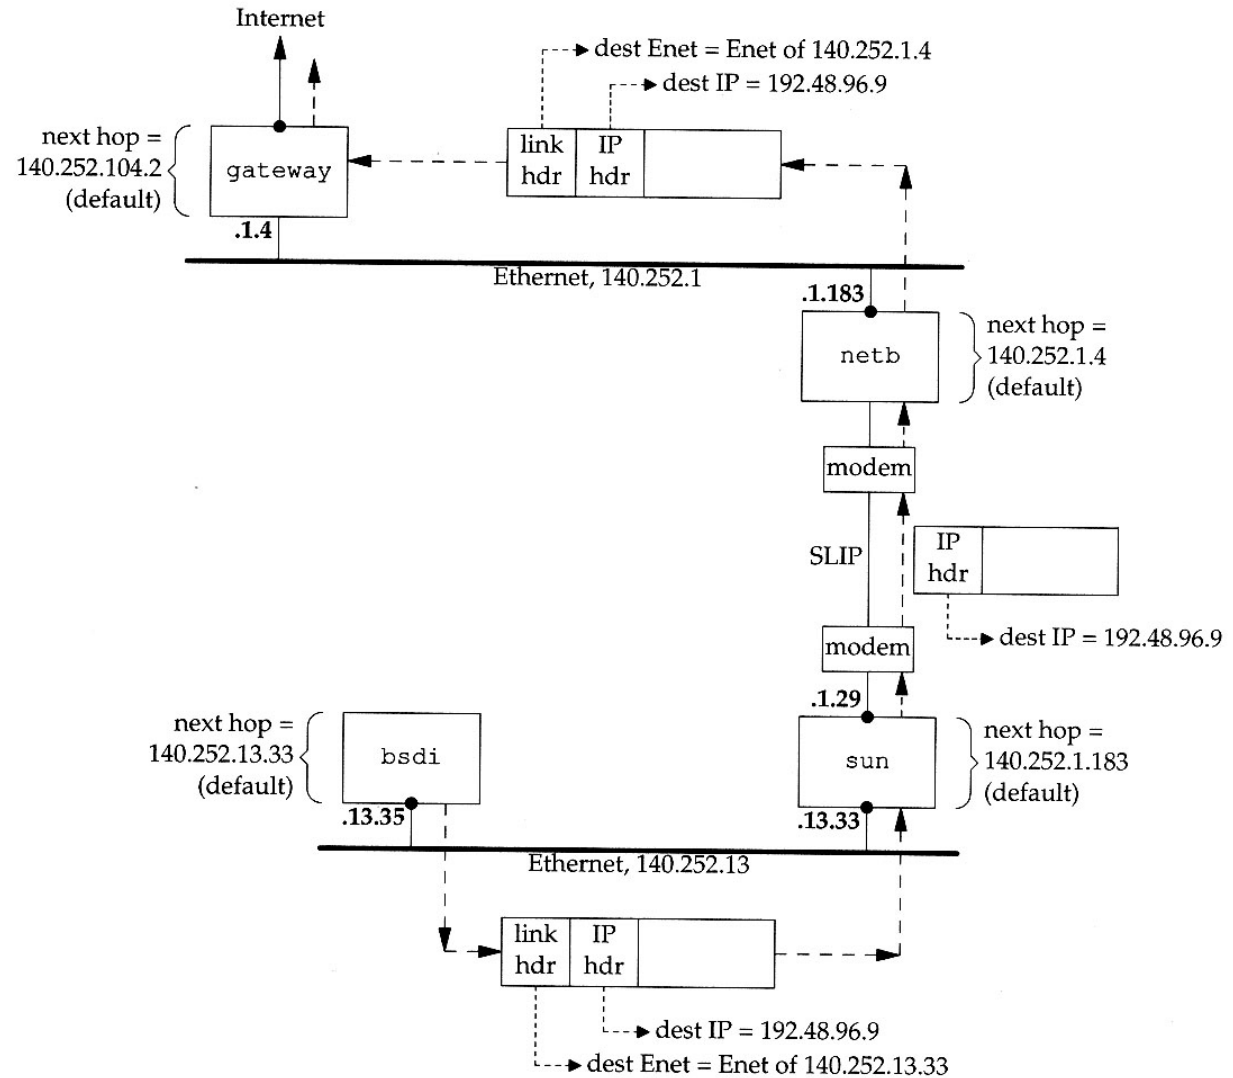 Internet
dest Enet = Enet of 140.252.1.4
dest IP = 192.48.96.9
next hop =
140.252.104.2
(default)
gateway
link
hdr
IP
hdr
.1.4
Ethernet, 140.252.1
.1.183
netb
next hop =
140.252.1.4
(default)
modem
SLIP
IP
hdr
dest IP = 192.48.96.9
modem
.1.29
next hop =
140.252.13.33
(default)
bsdi
.13.35
sun
next hop =
140.252.1.183
(default)
.13.33
Ethernet, 140.252.13
link
hdr
IP
hdr
dest IP = 192.48.96.9
dest Enet = Enet of 140.252.13.33